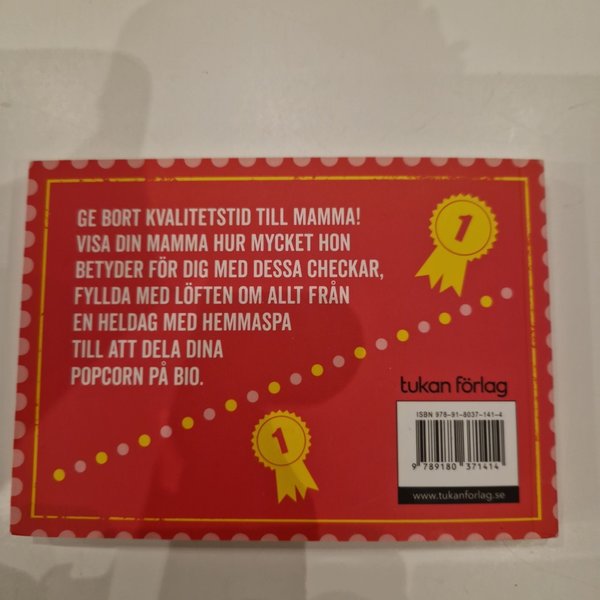 GE BORT KVALITETSTID TILL MAMMA!
VISA DIN MAMMA HUR MYCKET HON
BETYDER FÖR DIG MED DESSA CHECKAR,
FYLLDA MED LÖFTEN OM ALLT FRÅN
EN HELDAG MED HEMMASPA
TILL ATT DELA DINA
POPCORN PÅ BIO.
1
1
tukan förlag
ISBN 978-91-8037-141-4
9 789180 371414
www.tukanforlag.se